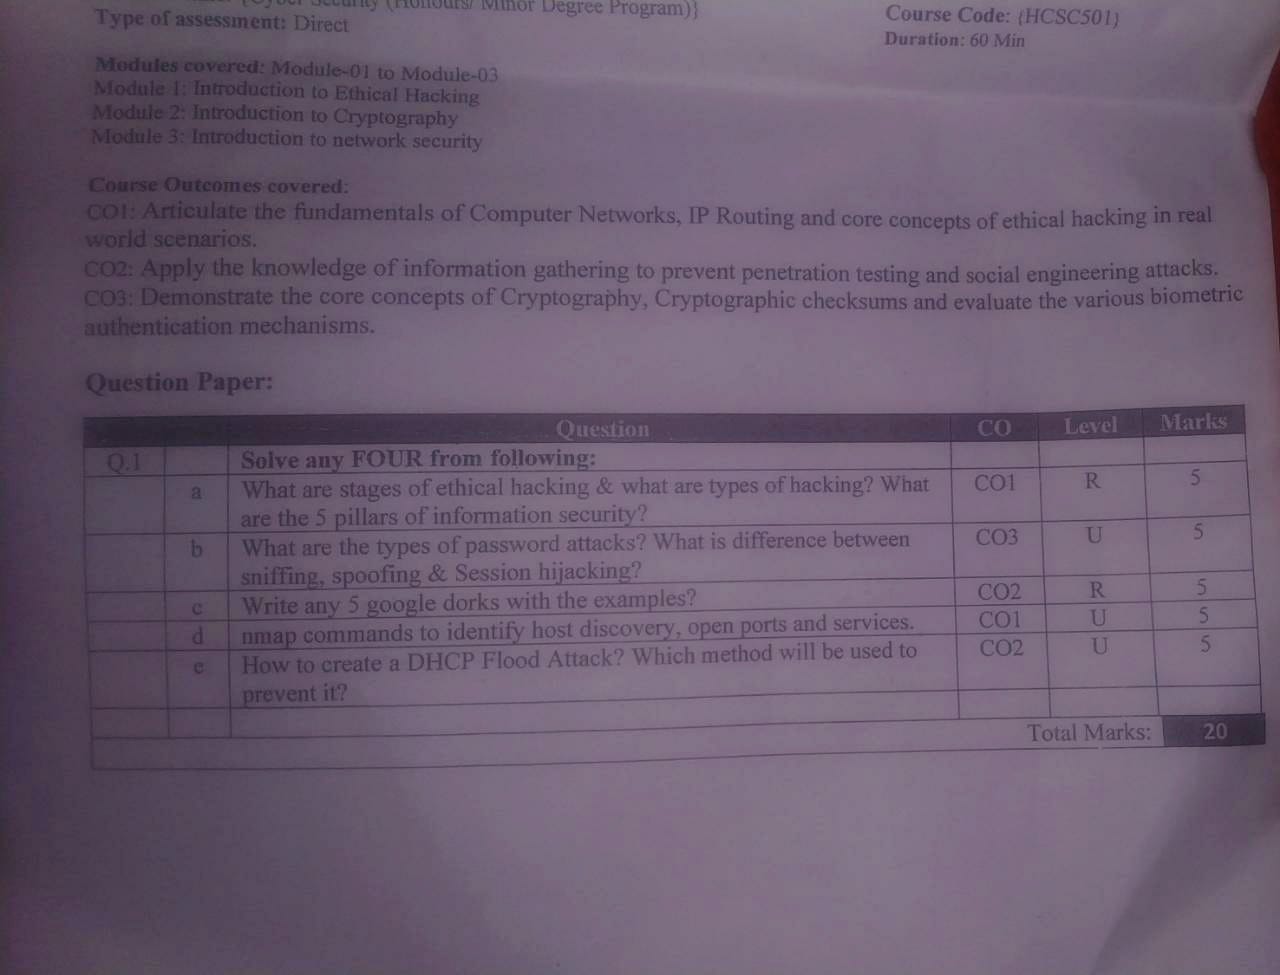 {Cyber Security (Honours/ Minor Degree Program)}
Type of assessment: Direct
Course Code: {HCSC501}
Duration: 60 Min
Modules covered: Module-01 to Module-03
Module 1: Introduction to Ethical Hacking
Module 2: Introduction to Cryptography
Module 3: Introduction to network security
Course Outcomes covered:
CO1: Articulate the fundamentals of Computer Networks, IP Routing and core concepts of ethical hacking in real
world scenarios.
CO2: Apply the knowledge of information gathering to prevent penetration testing and social engineering attacks.
CO3: Demonstrate the core concepts of Cryptography, Cryptographic checksums and evaluate the various biometric
authentication mechanisms.
Question Paper:
Question CO Level Marks
Q.1 Solve any FOUR from following:
a What are stages of ethical hacking & what are types of hacking? What CO1 R 5
are the 5 pillars of information security?
b What are the types of password attacks? What is difference between CO3 U 5
sniffing, spoofing & Session hijacking?
c Write any 5 google dorks with the examples? CO2 R 5
d nmap commands to identify host discovery, open ports and services. CO1 U 5
e How to create a DHCP Flood Attack? Which method will be used to CO2 U 5
prevent it?
Total Marks: 20